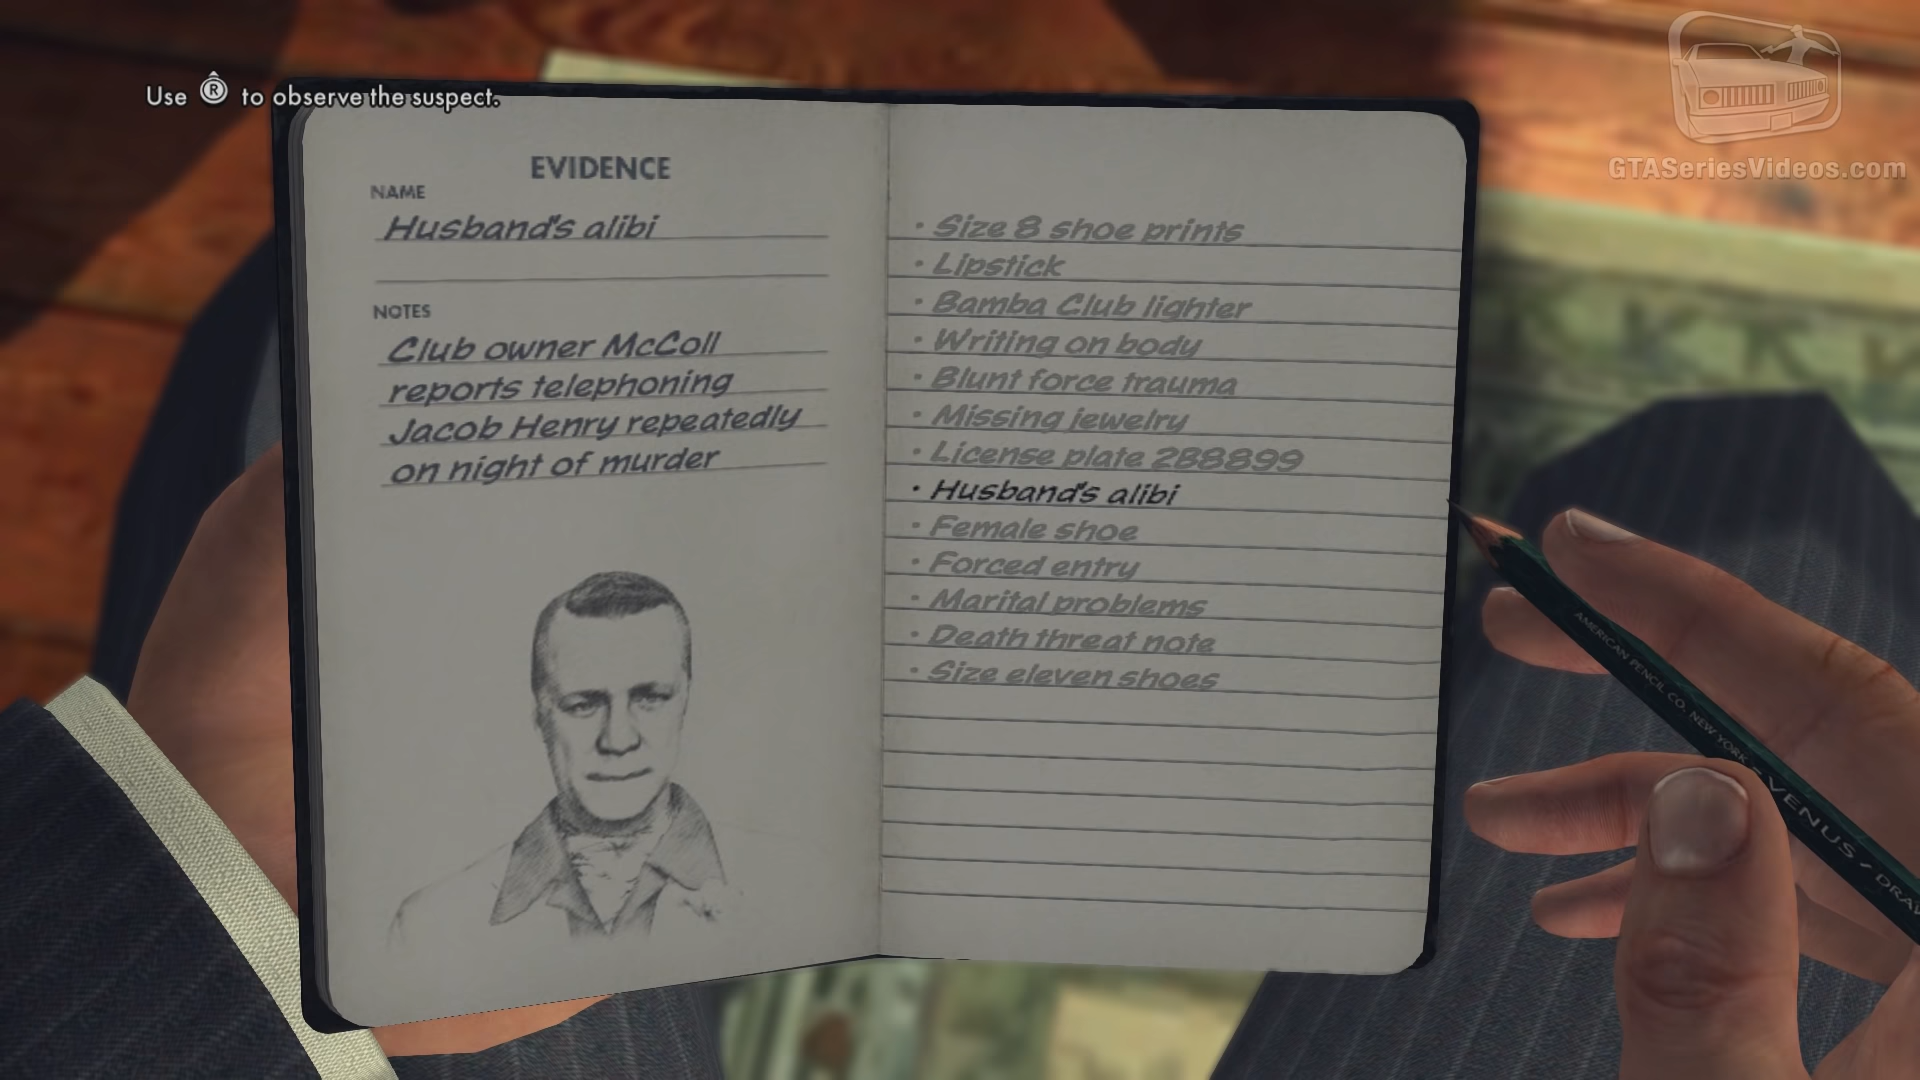 Use R to observe the suspect.
GTASeriesVideos.com
EVIDENCE
NAME
Husband's alibi
NOTES
Club owner McColl
reports telephoning
Jacob Henry repeatedly
on night of murder
• Size 8 shoe prints
• Lipstick
• Bamba Club lighter
• Writing on body
• Blunt force trauma
• Missing jewelry
• License plate 2B8899
• Husband's alibi
• Female shoe
• Forced entry
• Marital problems
• Death threat note
• Size eleven shoes
AMERICAN PENCIL CO. NEW YORK - VENUS